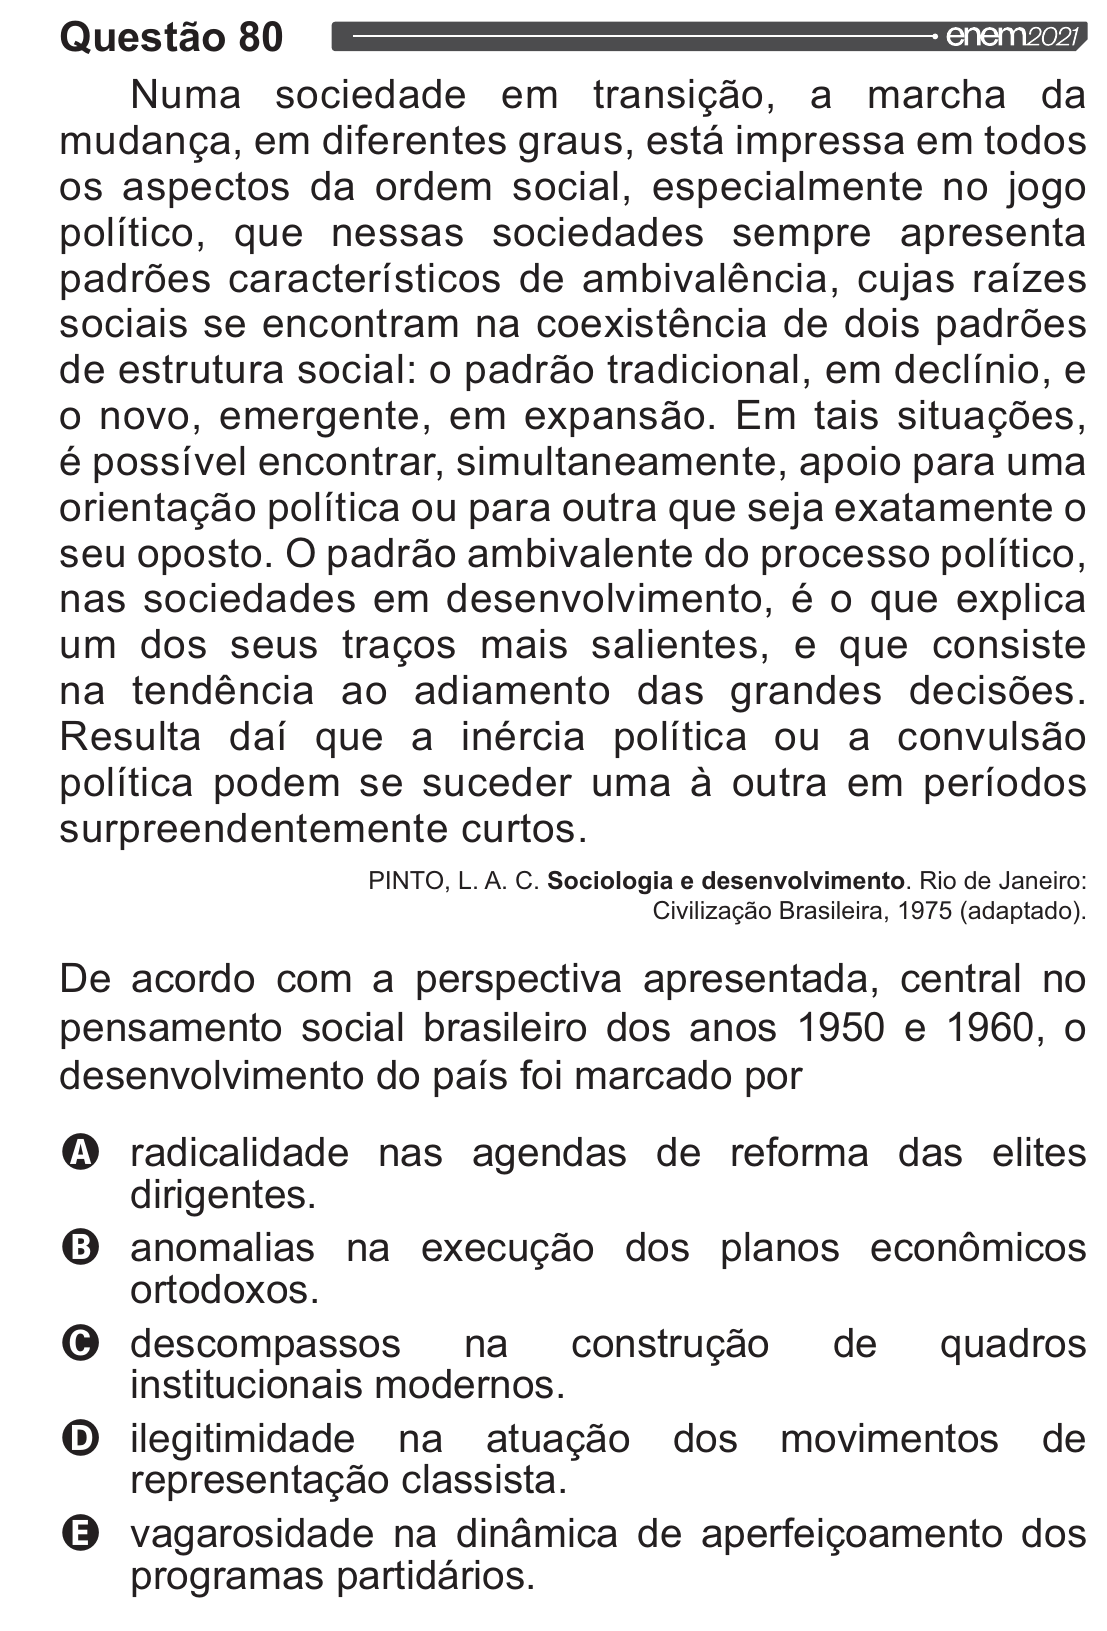 Questão 80
enem2021
Numa sociedade em transição, a marcha da
mudança, em diferentes graus, está impressa em todos
os aspectos da ordem social, especialmente no jogo
político, que nessas sociedades sempre apresenta
padrões característicos de ambivalência, cujas raízes
sociais se encontram na coexistência de dois padrões
de estrutura social: o padrão tradicional, em declínio, e
o novo, emergente, em expansão. Em tais situações,
é possível encontrar, simultaneamente, apoio para uma
orientação política ou para outra que seja exatamente o
seu oposto. O padrão ambivalente do processo político,
nas sociedades em desenvolvimento, é o que explica
um dos seus traços mais salientes, e que consiste
na tendência ao adiamento das grandes decisões.
Resulta daí que a inércia política ou a convulsão
política podem se suceder uma à outra em períodos
surpreendentemente curtos.
PINTO, L. A. C. Sociologia e desenvolvimento. Rio de Janeiro:
Civilização Brasileira, 1975 (adaptado).
De acordo com a perspectiva apresentada, central no
pensamento social brasileiro dos anos 1950 e 1960, o
desenvolvimento do país foi marcado por
A radicalidade nas agendas de reforma das elites
dirigentes.
B anomalias na execução dos planos econômicos
ortodoxos.
C descompassos na construção de quadros
institucionais modernos.
D ilegitimidade na atuação dos movimentos de
representação classista.
E vagarosidade na dinâmica de aperfeiçoamento dos
programas partidários.